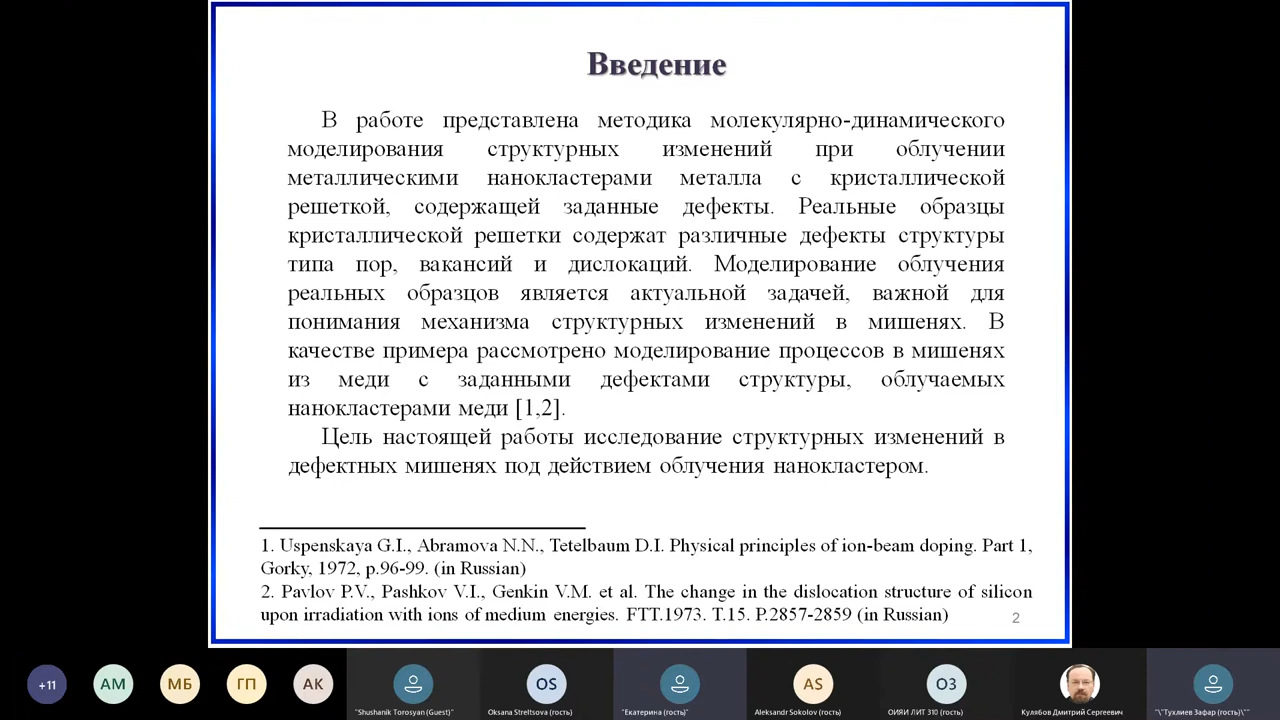 Введение
В работе представлена методика молекулярно-динамического
моделирования структурных изменений при облучении
металлическими нанокластерами металла с кристаллической
решеткой, содержащей заданные дефекты. Реальные образцы
кристаллической решетки содержат различные дефекты структуры
типа пор, вакансий и дислокаций. Моделирование облучения
реальных образцов является актуальной задачей, важной для
понимания механизма структурных изменений в мишенях. В
качестве примера рассмотрено моделирование процессов в мишенях
из меди с заданными дефектами структуры, облучаемых
нанокластерами меди [1,2].
Цель настоящей работы исследование структурных изменений в
дефектных мишенях под действием облучения нанокластером.
1. Uspenskaya G.I., Abramova N.N., Tetelbaum D.I. Physical principles of ion-beam doping. Part 1,
Gorky, 1972, p.96-99. (in Russian)
2. Pavlov P.V., Pashkov V.I., Genkin V.M. et al. The change in the dislocation structure of silicon
upon irradiation with ions of medium energies. FTT.1973. T.15. P.2857-2859 (in Russian)
2
+11
АМ
МБ
ГП
АК
"Shushanik Torosyan (Guest)"
OS
Oksana Streltsova (гость)
"Екатерина (гость)"
AS
Aleksandr Sokolov (гость)
ОЗ
ОИЯИ ЛИТ 310 (гость)
Кулябов Дмитрий Сергеевич
"\"Тухлиев Зафар (гость)\""